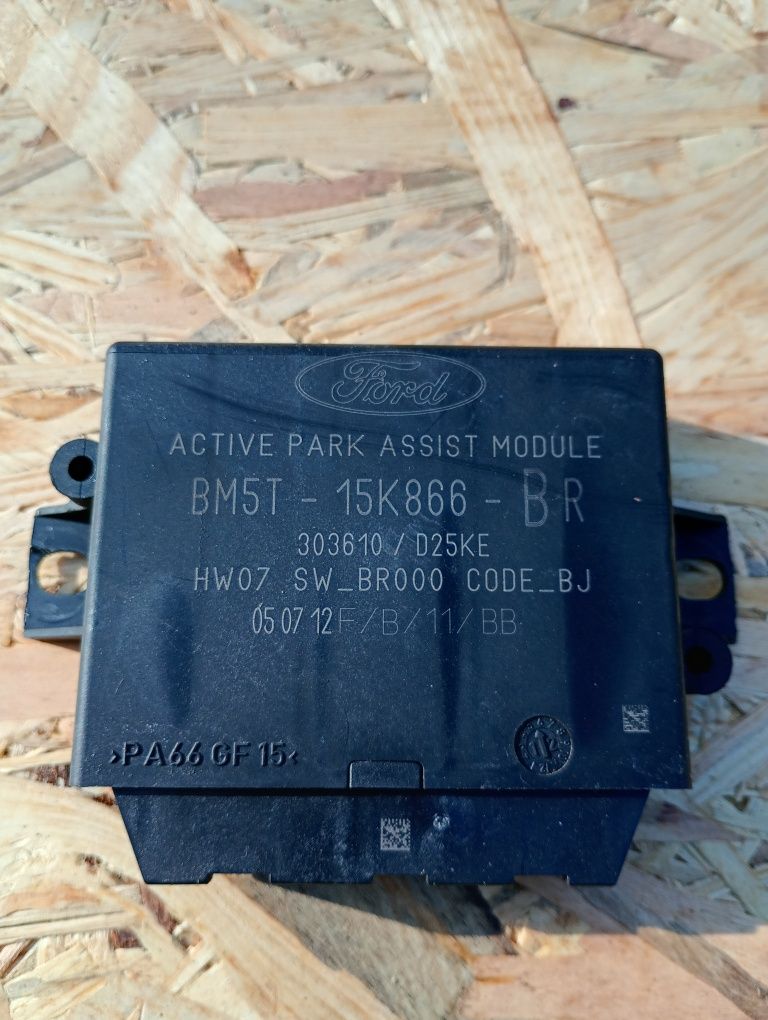 Ford
ACTIVE PARK ASSIST MODULE
BM5T - 15K866 - BR
303610 / D25KE
HW07 SW_BR000 CODE_BJ
05 07 12 F/B/11/BB
>PA66 GF 15<
12